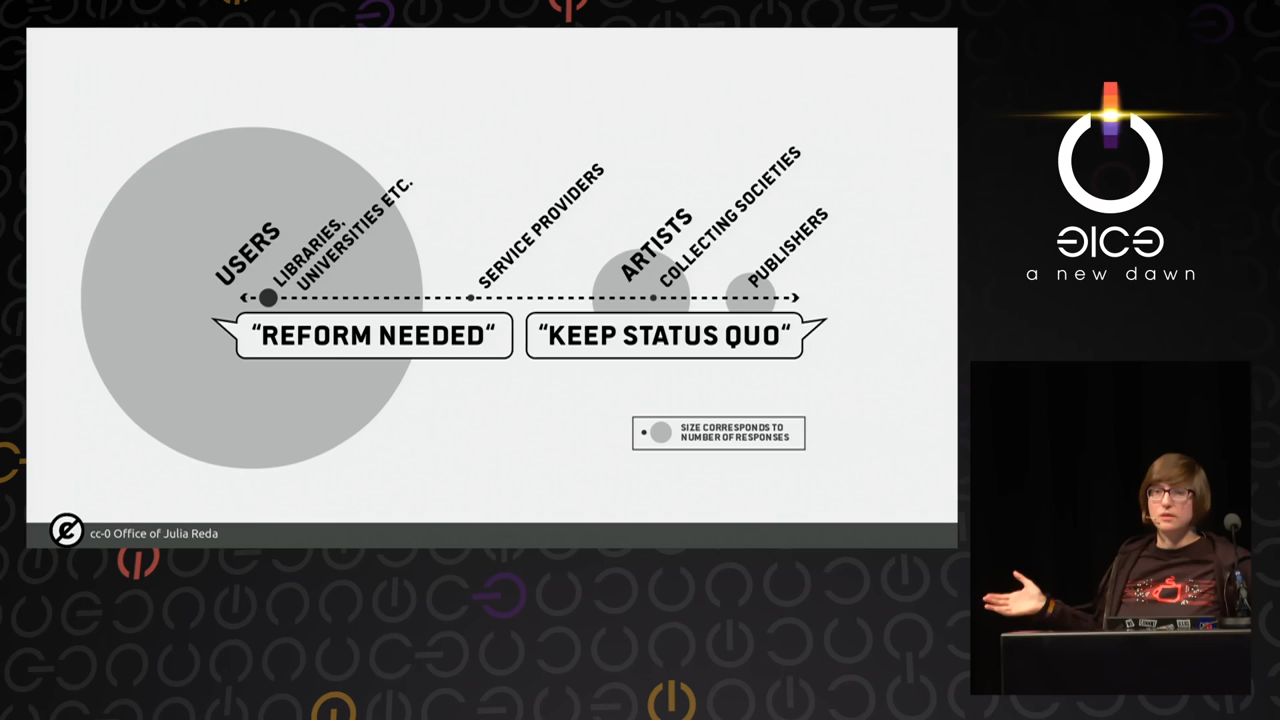 USERS
LIBRARIES,
UNIVERSITIES ETC.
SERVICE PROVIDERS
ARTISTS
COLLECTING SOCIETIES
PUBLISHERS
“REFORM NEEDED“
“KEEP STATUS QUO“
SIZE CORRESPONDS TO
NUMBER OF RESPONSES
cc-0 Office of Julia Reda
a new dawn